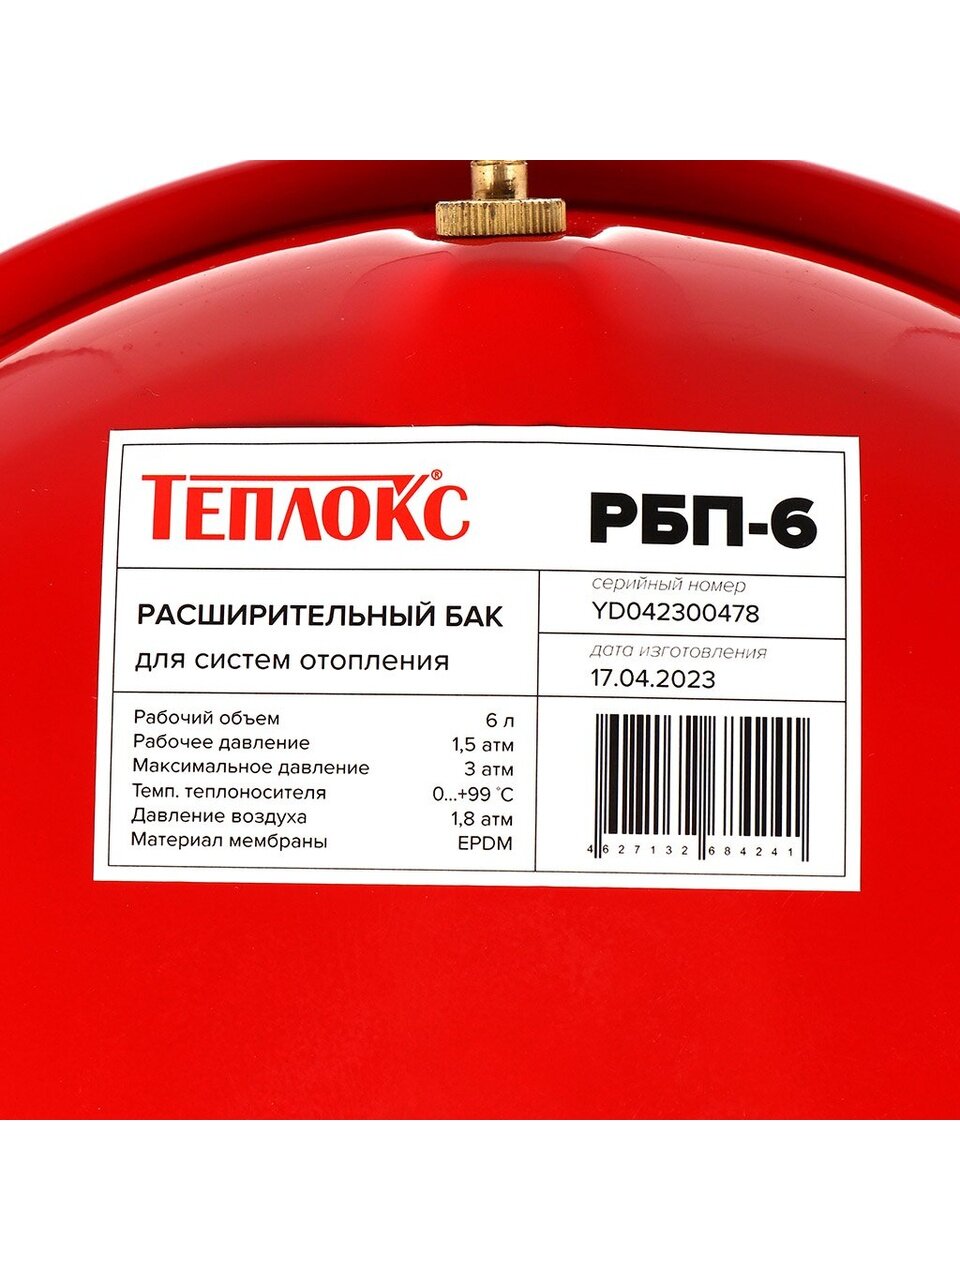 ТЕПЛОКС®
РБП-6
РАСШИРИТЕЛЬНЫЙ БАК
для систем отопления
серийный номер
YD042300478
дата изготовления
17.04.2023
Рабочий объем 6 л
Рабочее давление 1,5 атм
Максимальное давление 3 атм
Темп. теплоносителя 0...+99 °C
Давление воздуха 1,8 атм
Материал мембраны EPDM
4 627132 684241